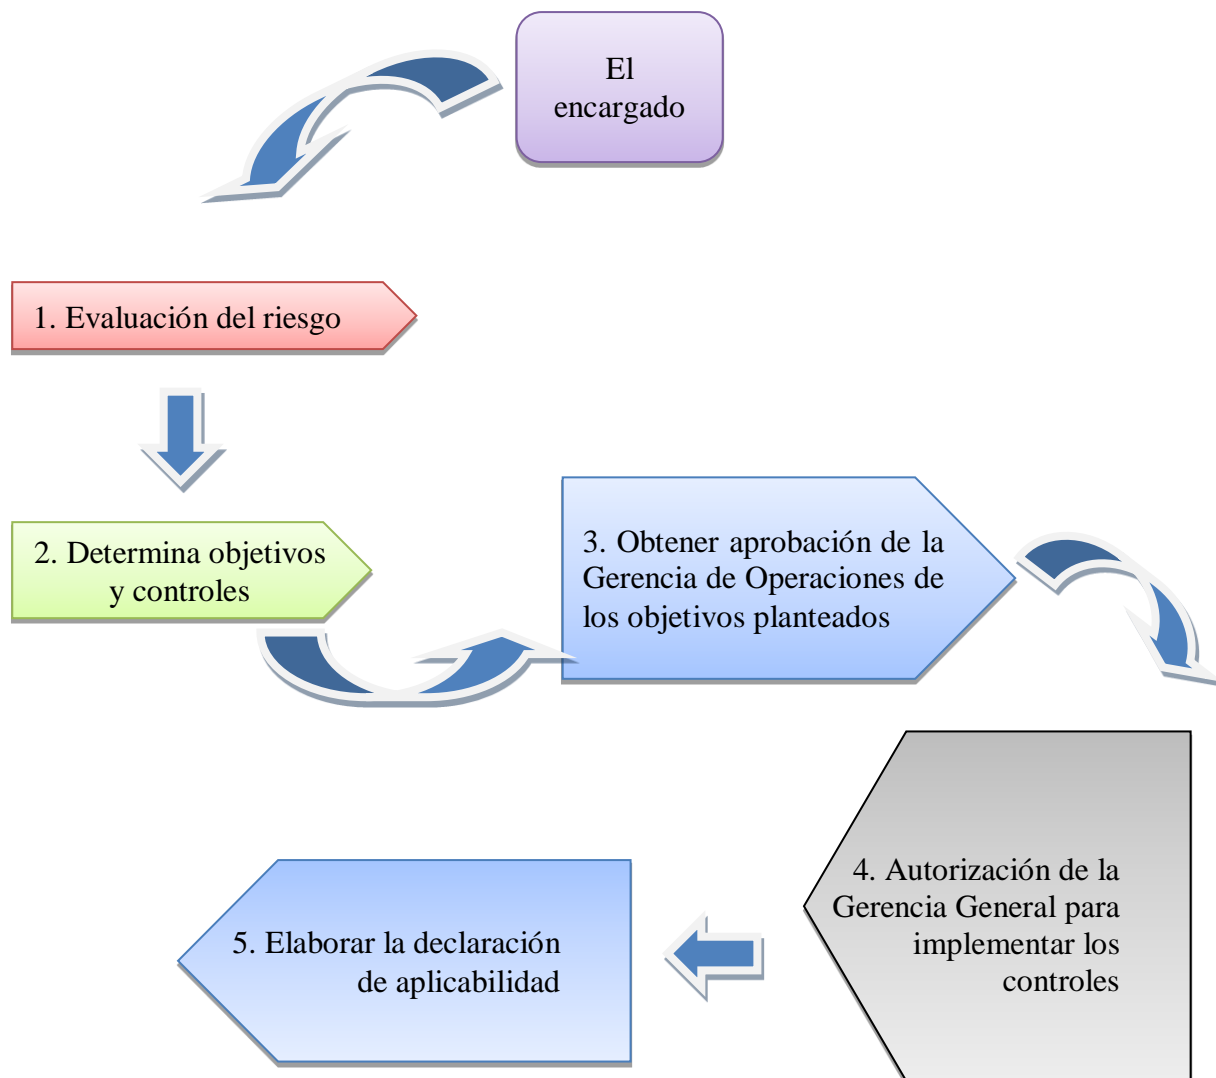 El
encargado
1. Evaluación del riesgo
2. Determina objetivos
y controles
3. Obtener aprobación de la
Gerencia de Operaciones de
los objetivos planteados
4. Autorización de la
Gerencia General para
implementar los
controles
5. Elaborar la declaración
de aplicabilidad